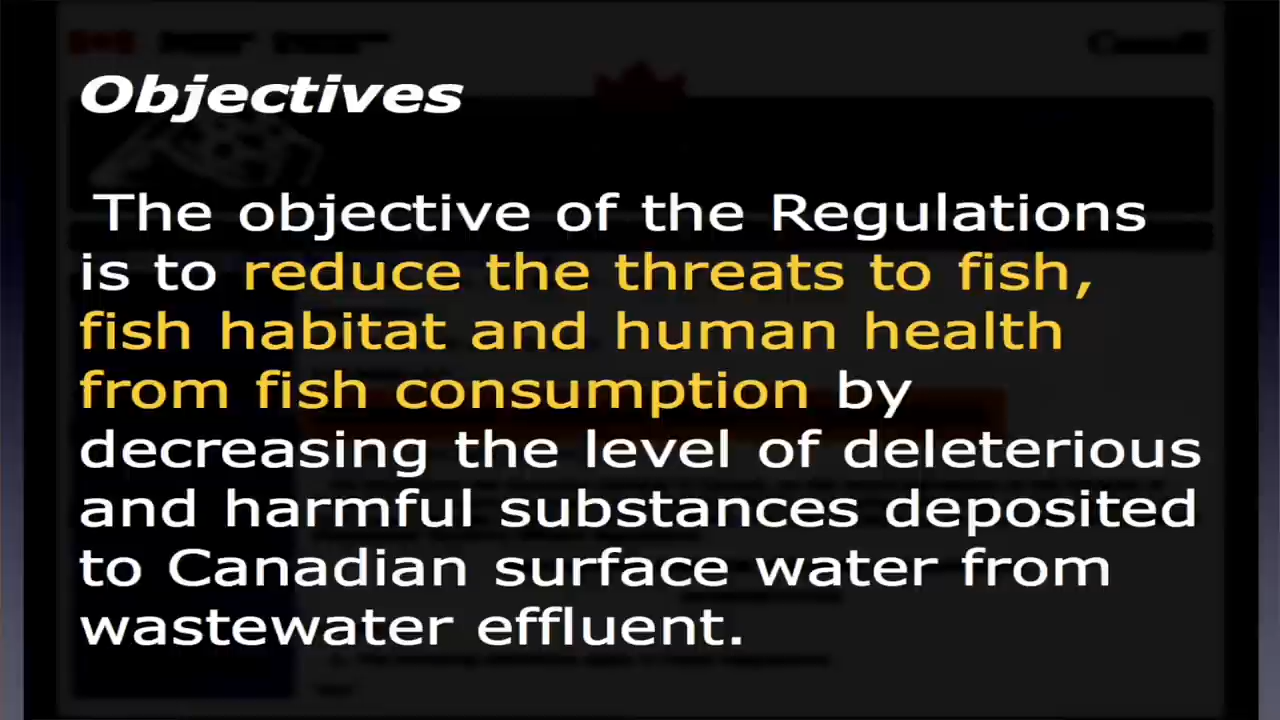 Objectives
The objective of the Regulations
is to reduce the threats to fish,
fish habitat and human health
from fish consumption by
decreasing the level of deleterious
and harmful substances deposited
to Canadian surface water from
wastewater effluent.